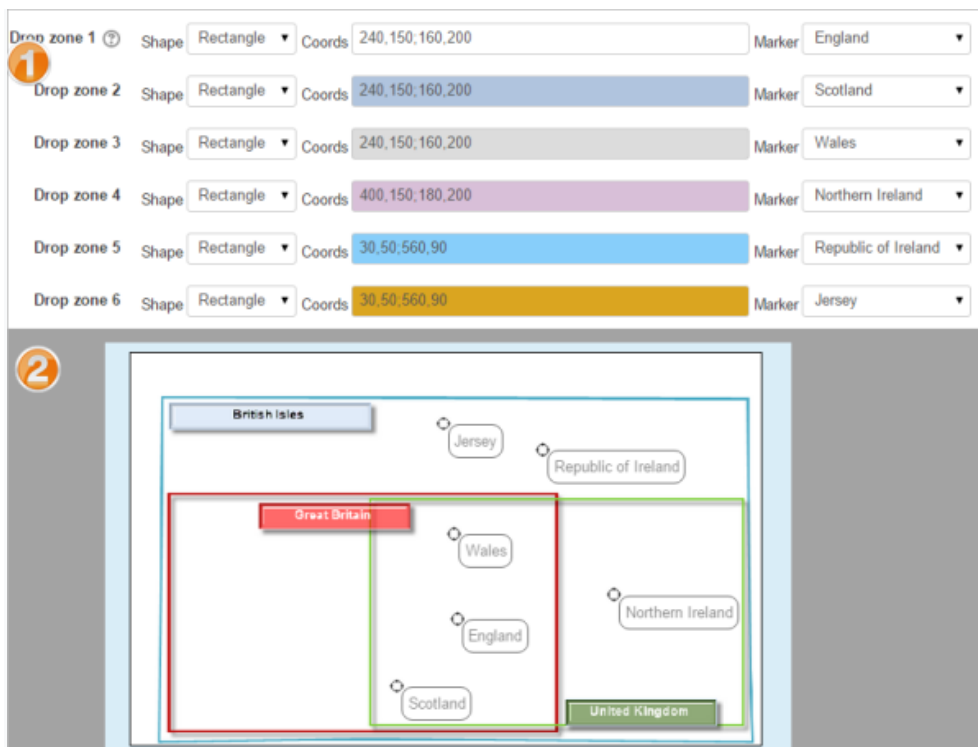 Drop zone 1 ? Shape Rectangle Coords 240,150;160,200 Marker England
1
Drop zone 2 Shape Rectangle Coords 240,150;160,200 Marker Scotland
Drop zone 3 Shape Rectangle Coords 240,150;160,200 Marker Wales
Drop zone 4 Shape Rectangle Coords 400,150;180,200 Marker Northern Ireland
Drop zone 5 Shape Rectangle Coords 30,50;560,90 Marker Republic of Ireland
Drop zone 6 Shape Rectangle Coords 30,50;560,90 Marker Jersey
2
British Isles
Jersey
Republic of Ireland
Great Britain
Wales
Northern Ireland
England
Scotland
United Kingdom